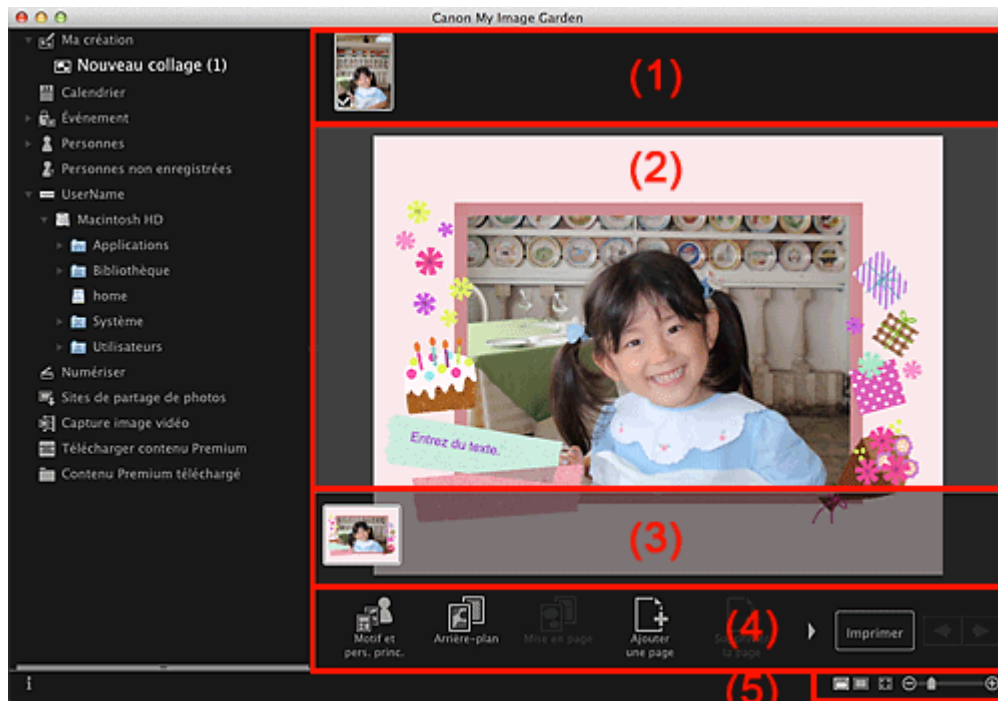 Canon My Image Garden
Ma création
Nouveau collage (1)
Calendrier
Événement
Personnes
Personnes non enregistrées
UserName
Macintosh HD
Applications
Bibliothèque
home
Système
Utilisateurs
Numériser
Sites de partage de photos
Capture image vidéo
Télécharger contenu Premium
Contenu Premium téléchargé
(1)
(2)
Entrez du texte.
(3)
Motif et
pers. princ.
Arrière-plan
Mise en page
Ajouter
une page
(4)
Imprimer
(5)